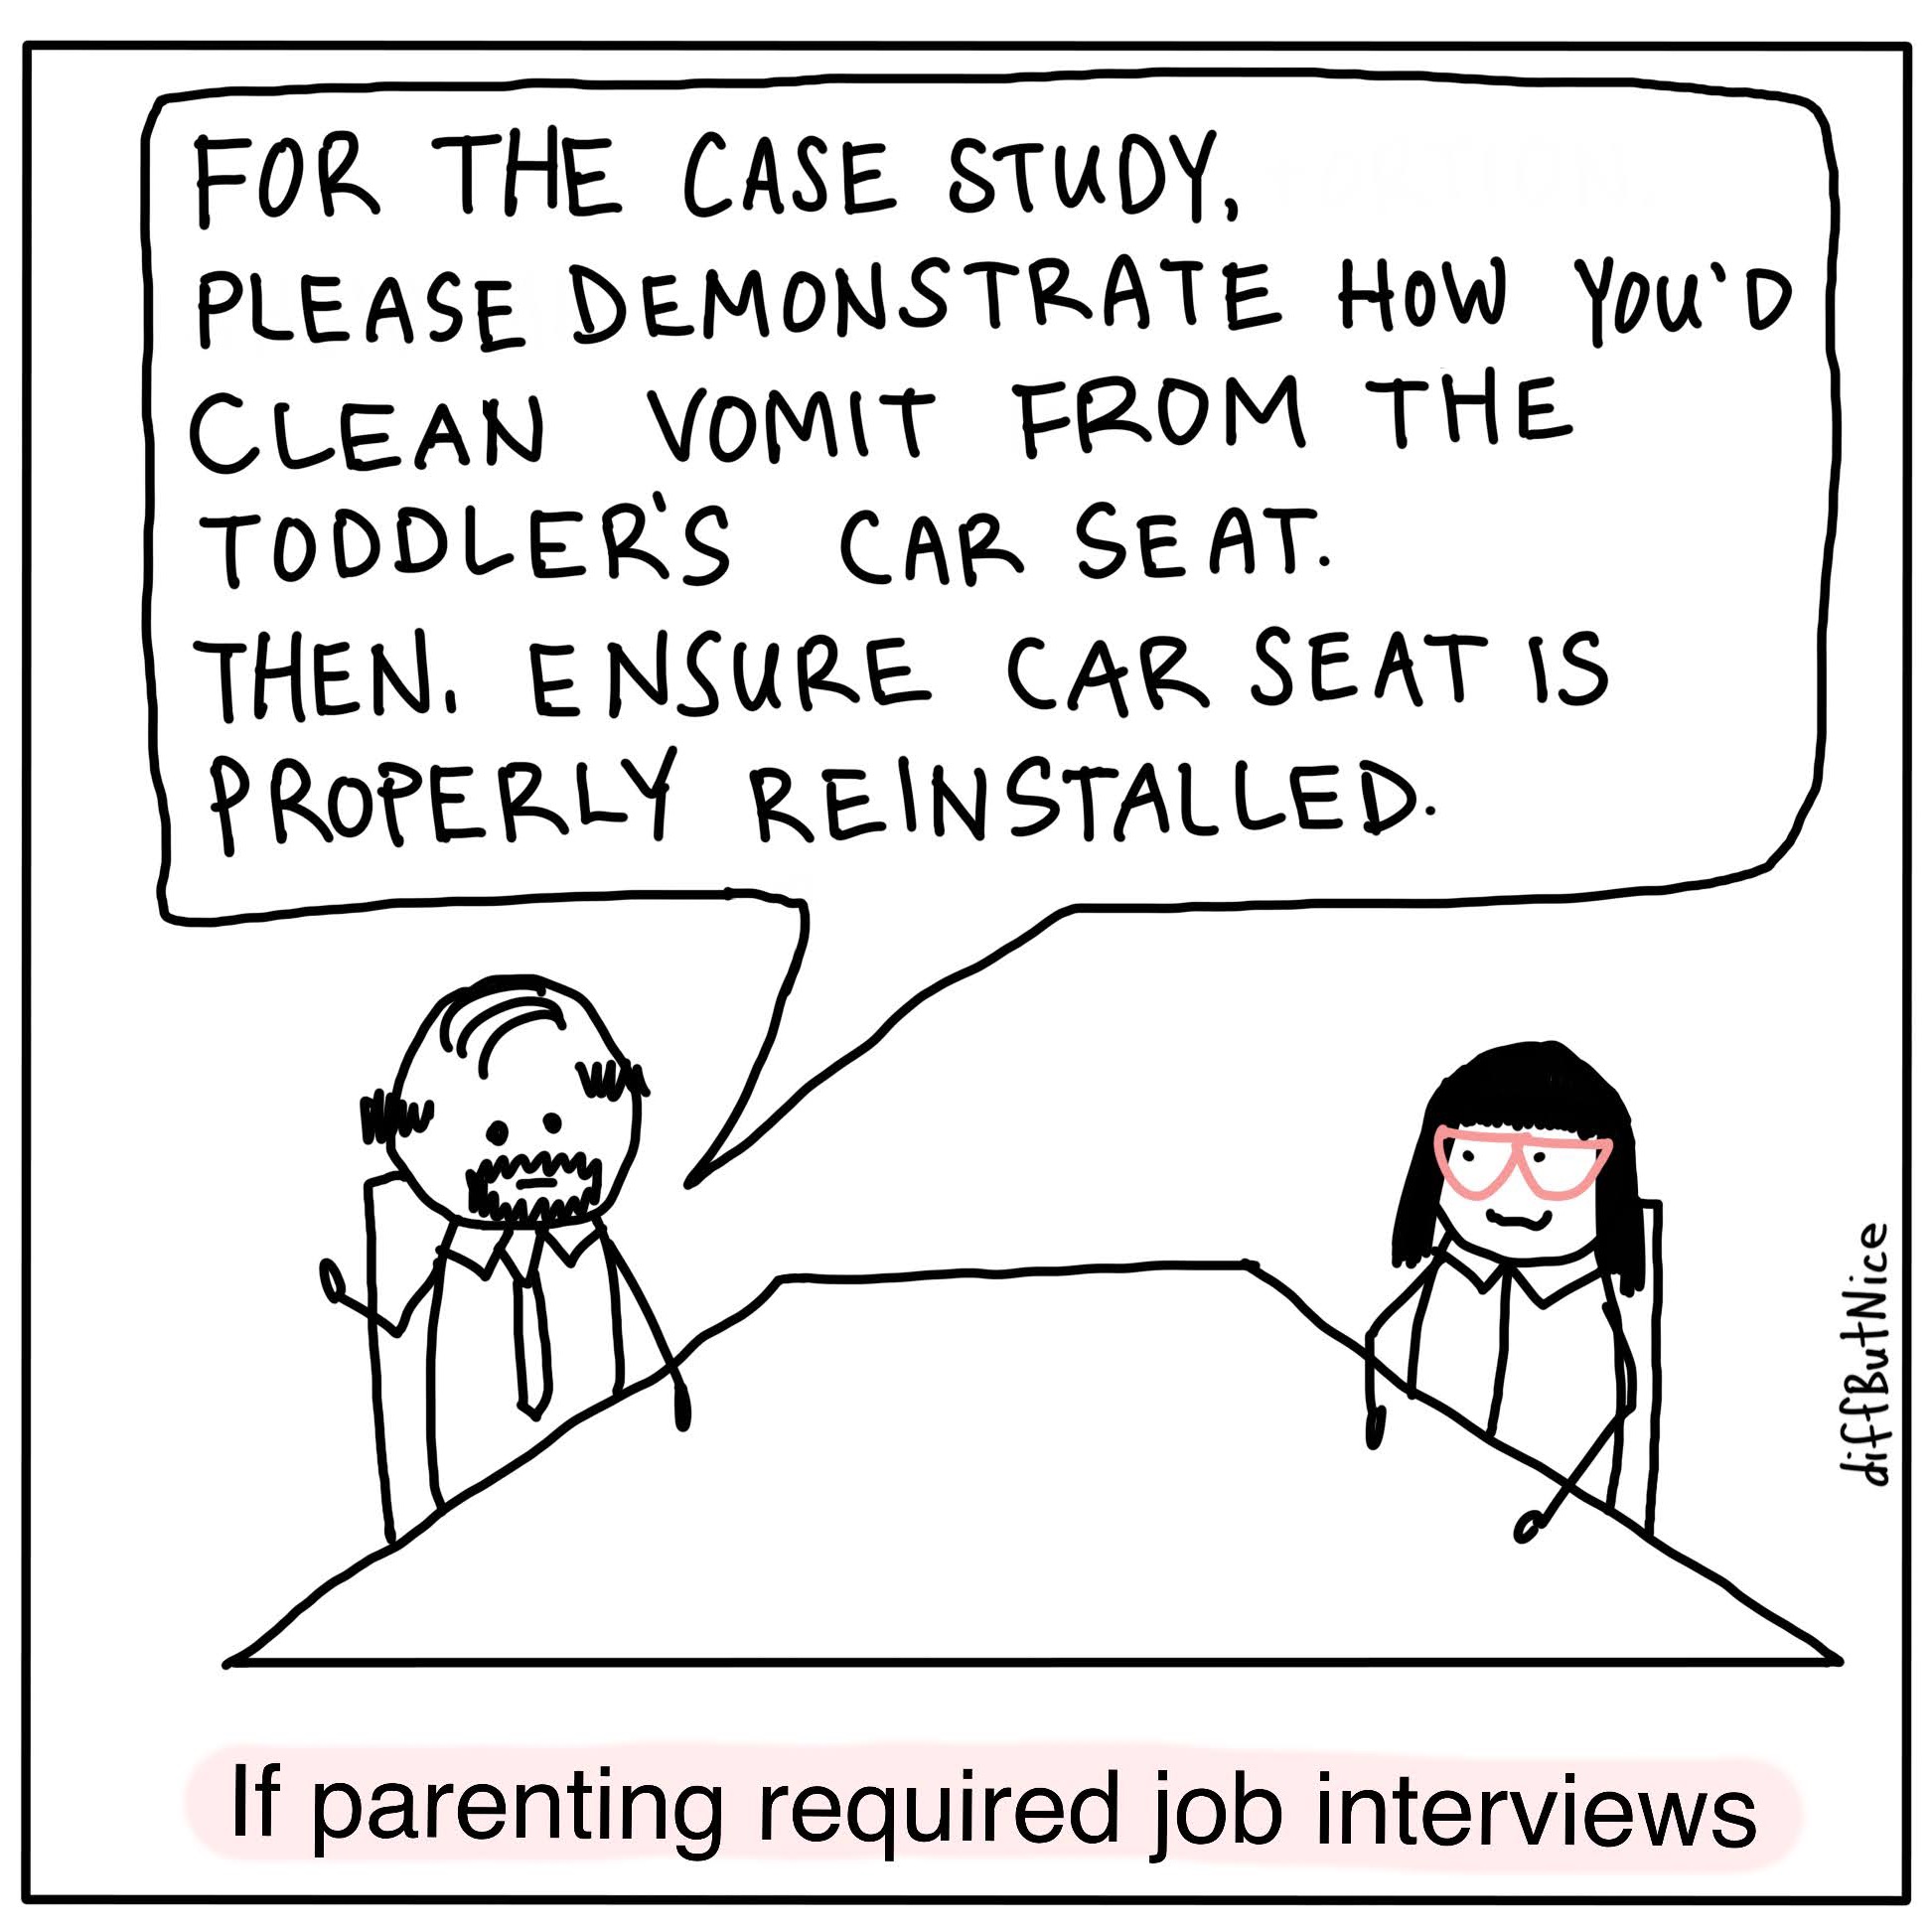 FOR THE CASE STUDY,
PLEASE DEMONSTRATE HOW YOU'D
CLEAN VOMIT FROM THE
TODDLER'S CAR SEAT.
THEN, ENSURE CAR SEAT IS
PROPERLY REINSTALLED.
diffButNice
If parenting required job interviews